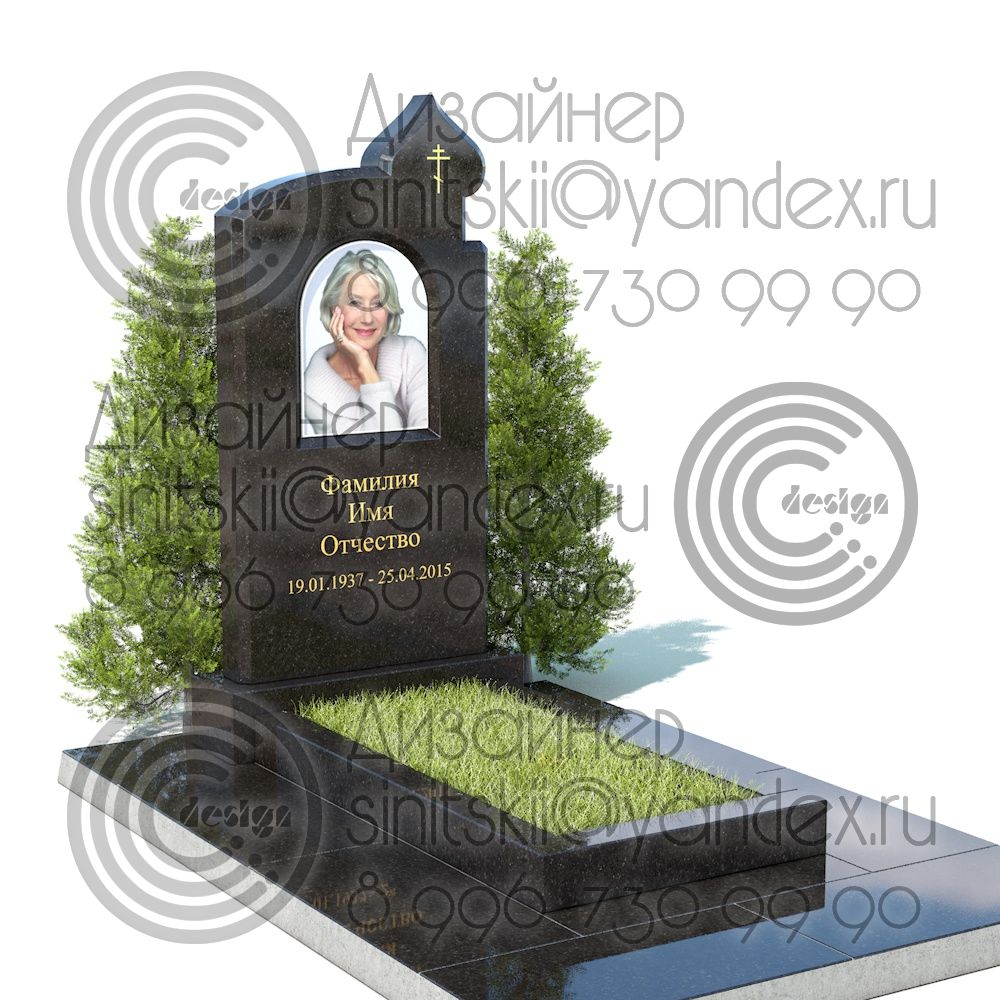 Дизайнер
sinitskii@yandex.ru
8 996 730 99 90
design
Дизайнер
sinitskii@yandex.ru
8 996 730 99 90
design
Фамилия
Имя
Отчество
19.01.1937 - 25.04.2015
Дизайнер
sinitskii@yandex.ru
8 996 730 99 90
design